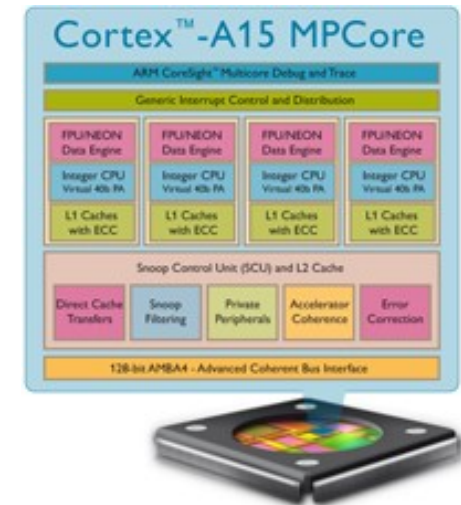 Cortex™-A15 MPCore
ARM CoreSight™ Multicore Debug and Trace
Generic Interrupt Control and Distribution
FPU/NEON
Data Engine
Integer CPU
Virtual 40b PA
L1 Caches
with ECC
FPU/NEON
Data Engine
Integer CPU
Virtual 40b PA
L1 Caches
with ECC
FPU/NEON
Data Engine
Integer CPU
Virtual 40b PA
L1 Caches
with ECC
FPU/NEON
Data Engine
Integer CPU
Virtual 40b PA
L1 Caches
with ECC
Snoop Control Unit (SCU) and L2 Cache
Direct Cache
Transfers
Snoop
Filtering
Private
Peripherals
Accelerator
Coherence
Error
Correction
128-bit AMBA4 - Advanced Coherent Bus Interface